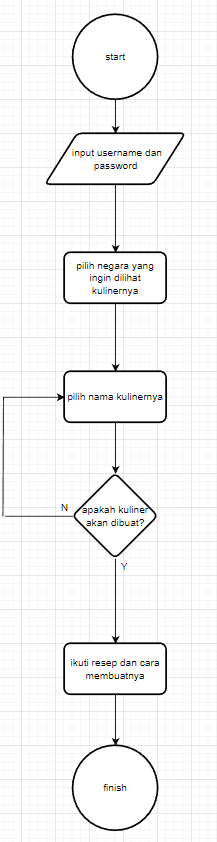 start
input username dan
password
pilih negara yang
ingin dilihat
kulinernya
pilih nama kulinernya
apakah kuliner
akan dibuat?
N
Y
ikuti resep dan cara
membuatnya
finish